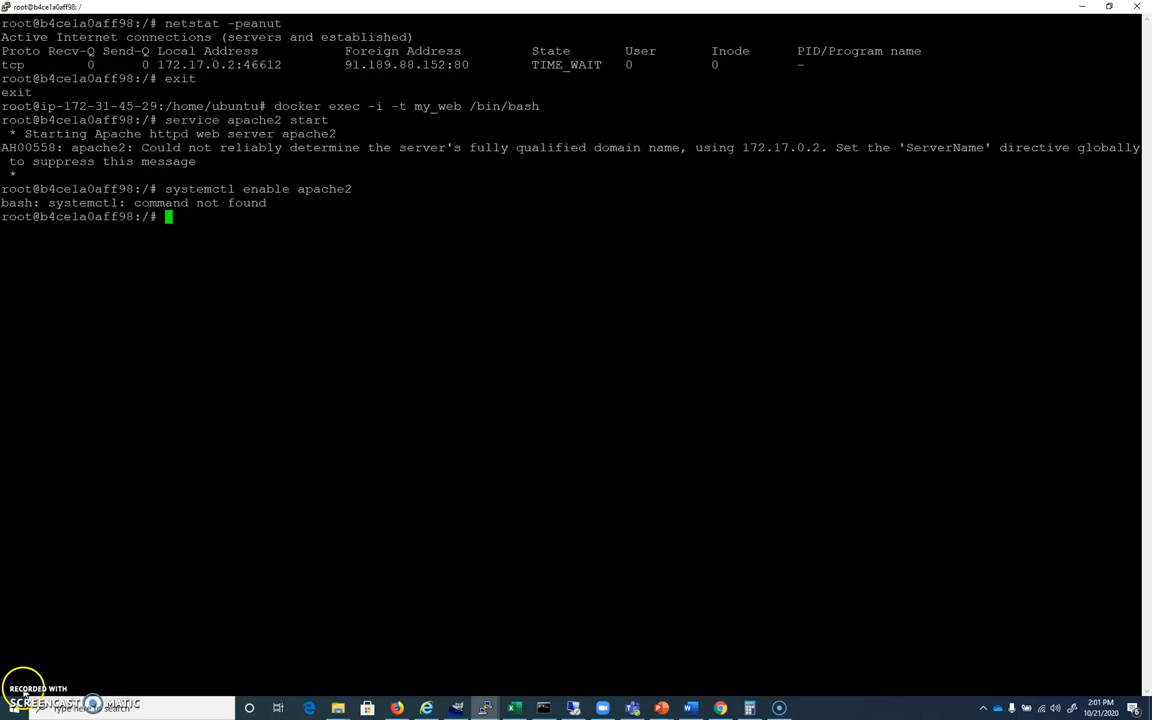 root@b4ce1a0aff98: /
root@b4ce1a0aff98:/# netstat -peanut
Active Internet connections (servers and established)
Proto Recv-Q Send-Q Local Address Foreign Address State User Inode PID/Program name
tcp 0 0 172.17.0.2:46612 91.189.88.152:80 TIME_WAIT 0 0 -
root@b4ce1a0aff98:/# exit
exit
root@ip-172-31-45-29:/home/ubuntu# docker exec -i -t my_web /bin/bash
root@b4ce1a0aff98:/# service apache2 start
* Starting Apache httpd web server apache2
AH00558: apache2: Could not reliably determine the server's fully qualified domain name, using 172.17.0.2. Set the 'ServerName' directive globally
to suppress this message
*
root@b4ce1a0aff98:/# systemctl enable apache2
bash: systemctl: command not found
root@b4ce1a0aff98:/#
RECORDED WITH
SCREENCAST MATIC
Type here to search
2:01 PM
10/21/2020
6